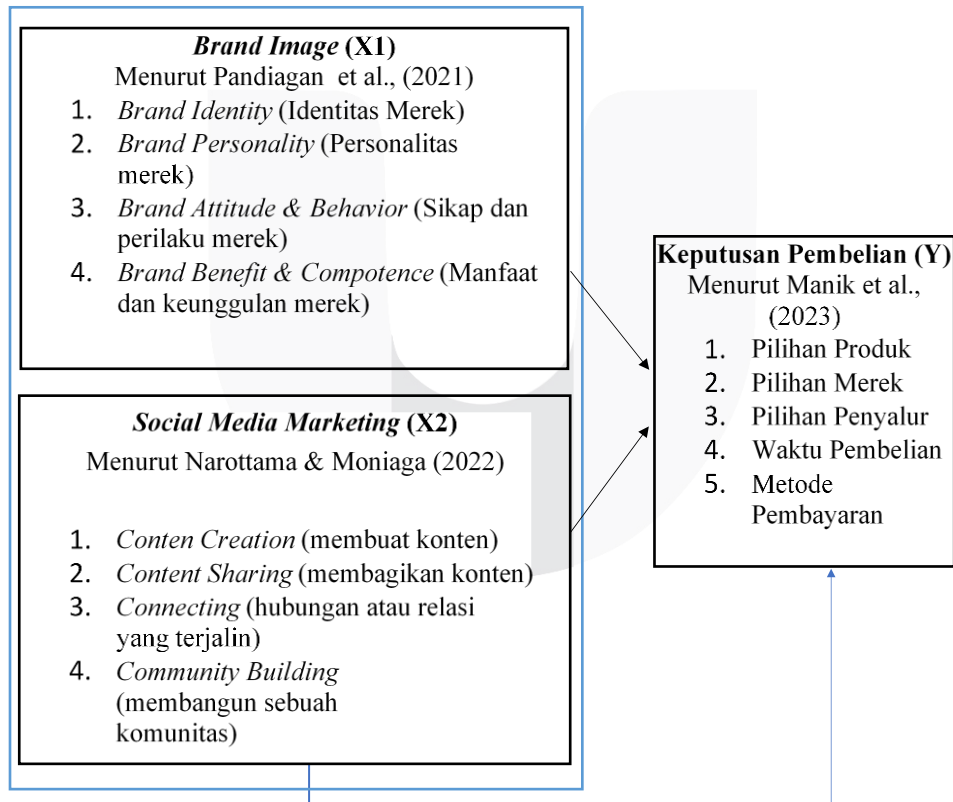 Brand Image (X1)
Menurut Pandiagan et al., (2021)
1. Brand Identity (Identitas Merek)
2. Brand Personality (Personalitas
merek)
3. Brand Attitude & Behavior (Sikap dan
perilaku merek)
4. Brand Benefit & Compotence (Manfaat
dan keunggulan merek)
Social Media Marketing (X2)
Menurut Narottama & Moniaga (2022)
1. Conten Creation (membuat konten)
2. Content Sharing (membagikan konten)
3. Connecting (hubungan atau relasi
yang terjalin)
4. Community Building
(membangun sebuah
komunitas)
Keputusan Pembelian (Y)
Menurut Manik et al.,
(2023)
1. Pilihan Produk
2. Pilihan Merek
3. Pilihan Penyalur
4. Waktu Pembelian
5. Metode
Pembayaran